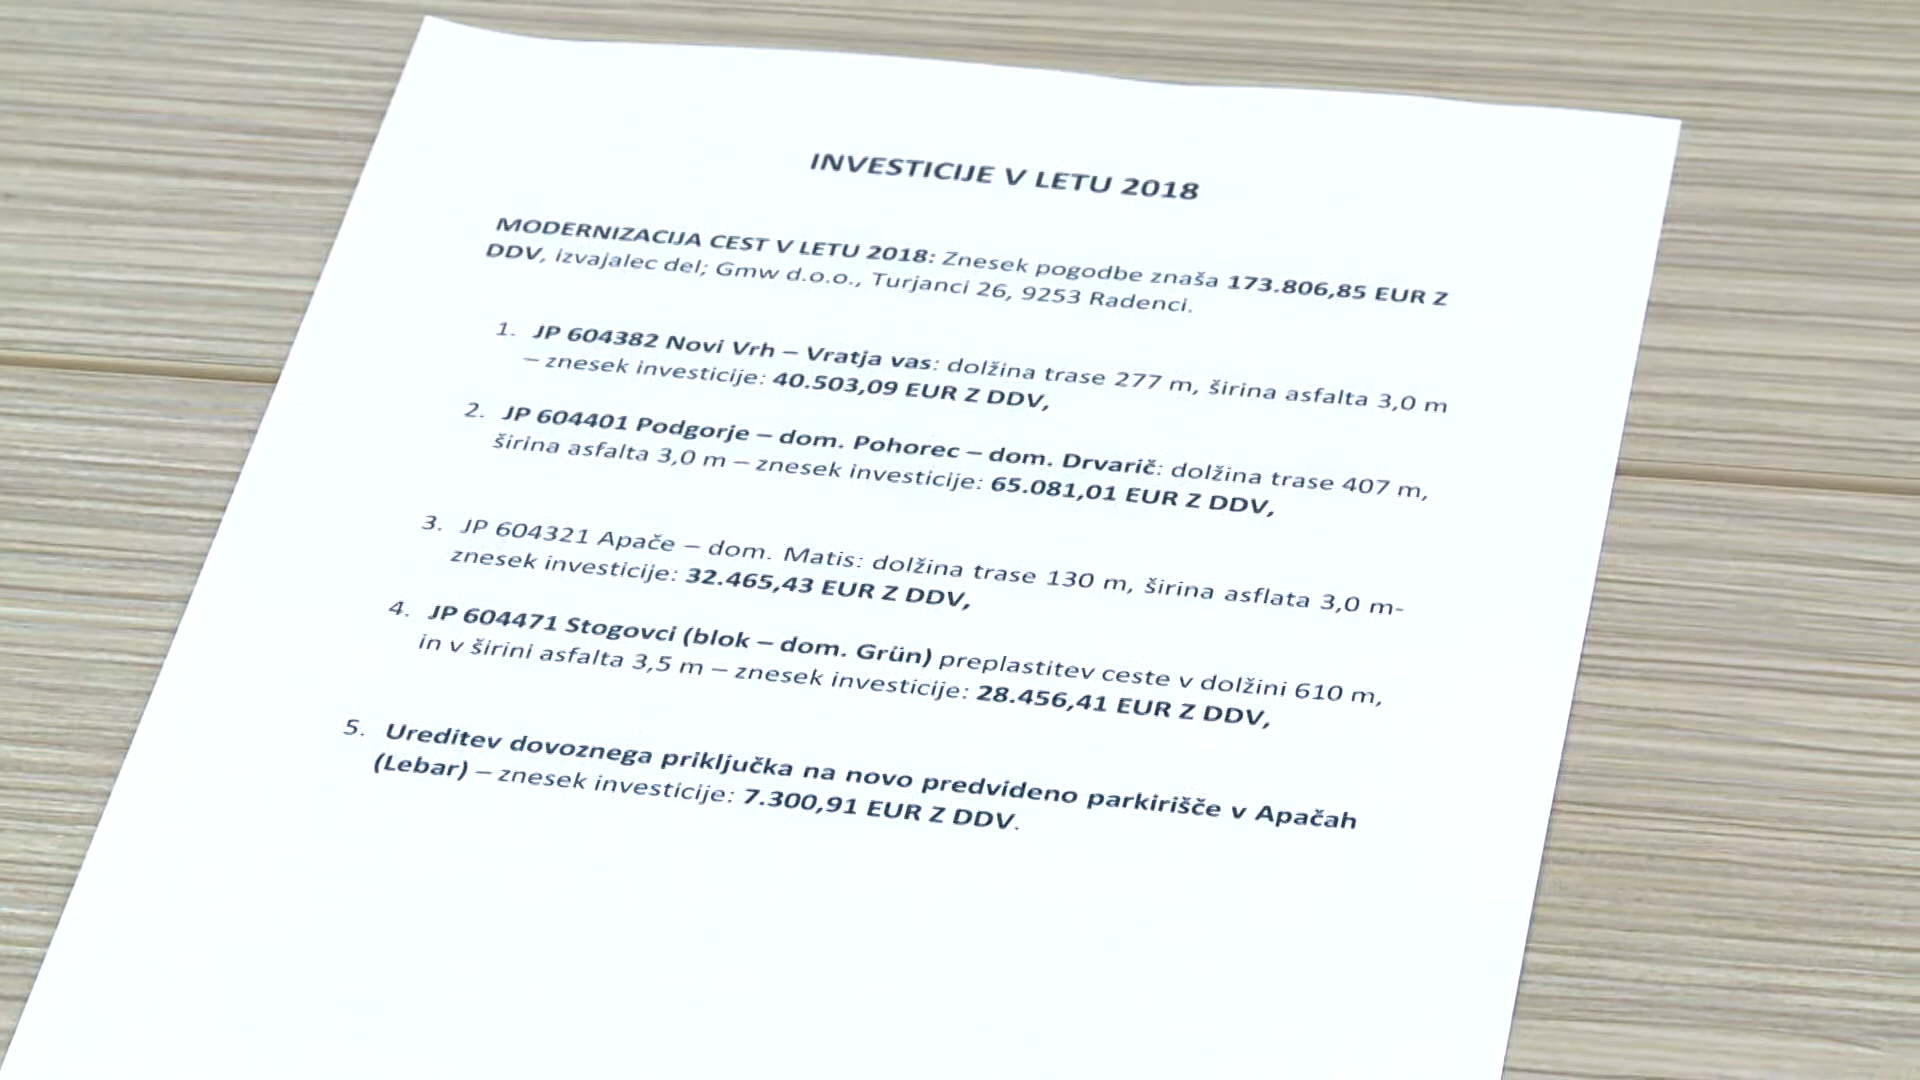 INVESTICIJE V LETU 2018
MODERNIZACIJA CEST V LETU 2018: Znesek pogodbe znaša 173.806,85 EUR Z
DDV, izvajalec del; Gmw d.o.o., Turjanci 26, 9253 Radenci.
1. JP 604382 Novi Vrh – Vratja vas: dolžina trase 277 m, širina asfalta 3,0 m
– znesek investicije: 40.503,09 EUR Z DDV,
2. JP 604401 Podgorje – dom. Pohorec – dom. Drvarič: dolžina trase 407 m,
širina asfalta 3,0 m – znesek investicije: 65.081,01 EUR Z DDV,
3. JP 604321 Apače – dom. Matis: dolžina trase 130 m, širina asflata 3,0 m-
znesek investicije: 32.465,43 EUR Z DDV,
4. JP 604471 Stogovci (blok – dom. Grün) preplastitev ceste v dolžini 610 m,
in v širini asfalta 3,5 m – znesek investicije: 28.456,41 EUR Z DDV,
5. Ureditev dovoznega priključka na novo predvideno parkirišče v Apačah
(Lebar) – znesek investicije: 7.300,91 EUR Z DDV.